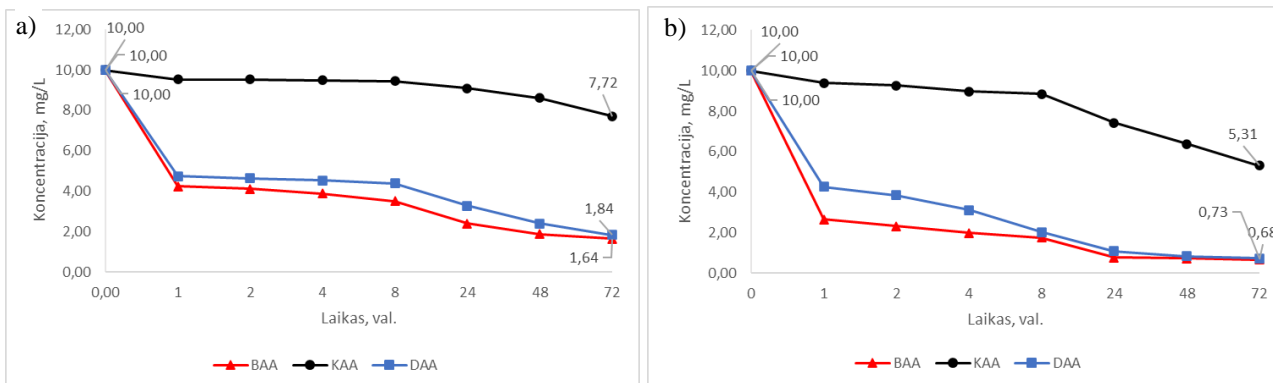 a)
12,00
10,00
8,00
6,00
4,00
2,00
0,00
Koncentracija, mg/L
10,00
10,00
10,00
7,72
1,84
1,64
0,00 1 2 4 8 24 48 72
Laikas, val.
BAA KAA DAA
b)
12,00
10,00
8,00
6,00
4,00
2,00
0,00
Koncentracija, mg/L
10,00
10,00
10,00
5,31
0,73
0,68
0 1 2 4 8 24 48 72
Laikas, val.
BAA KAA DAA